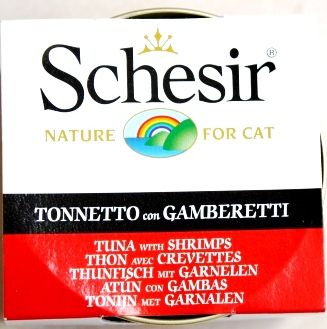 Schesir®
NATURE FOR CAT
TONNETTO con GAMBERETTI
TUNA WITH SHRIMPS
THON AVEC CREVETTES
THUNFISCH MIT GARNELEN
ATÚN CON GAMBAS
TONIJN MET GARNALEN